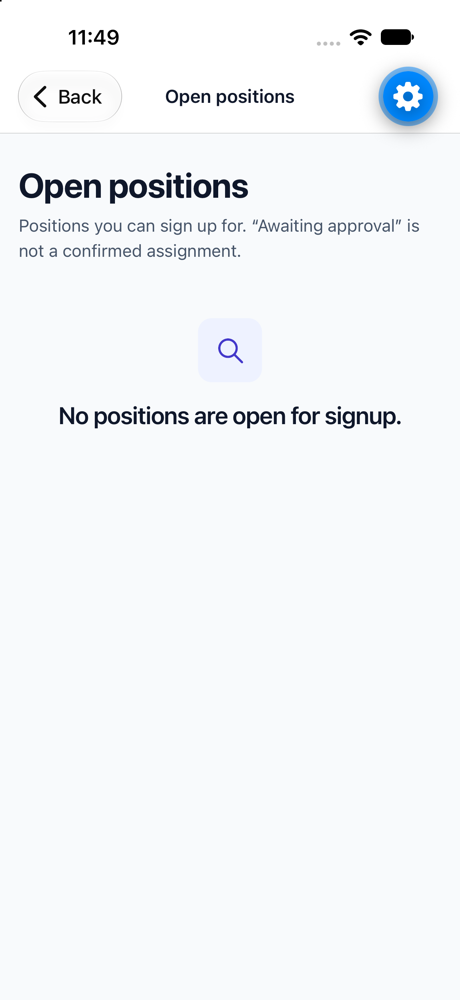 11:49
Back
Open positions
Open positions
Positions you can sign up for. “Awaiting approval” is
not a confirmed assignment.
No positions are open for signup.